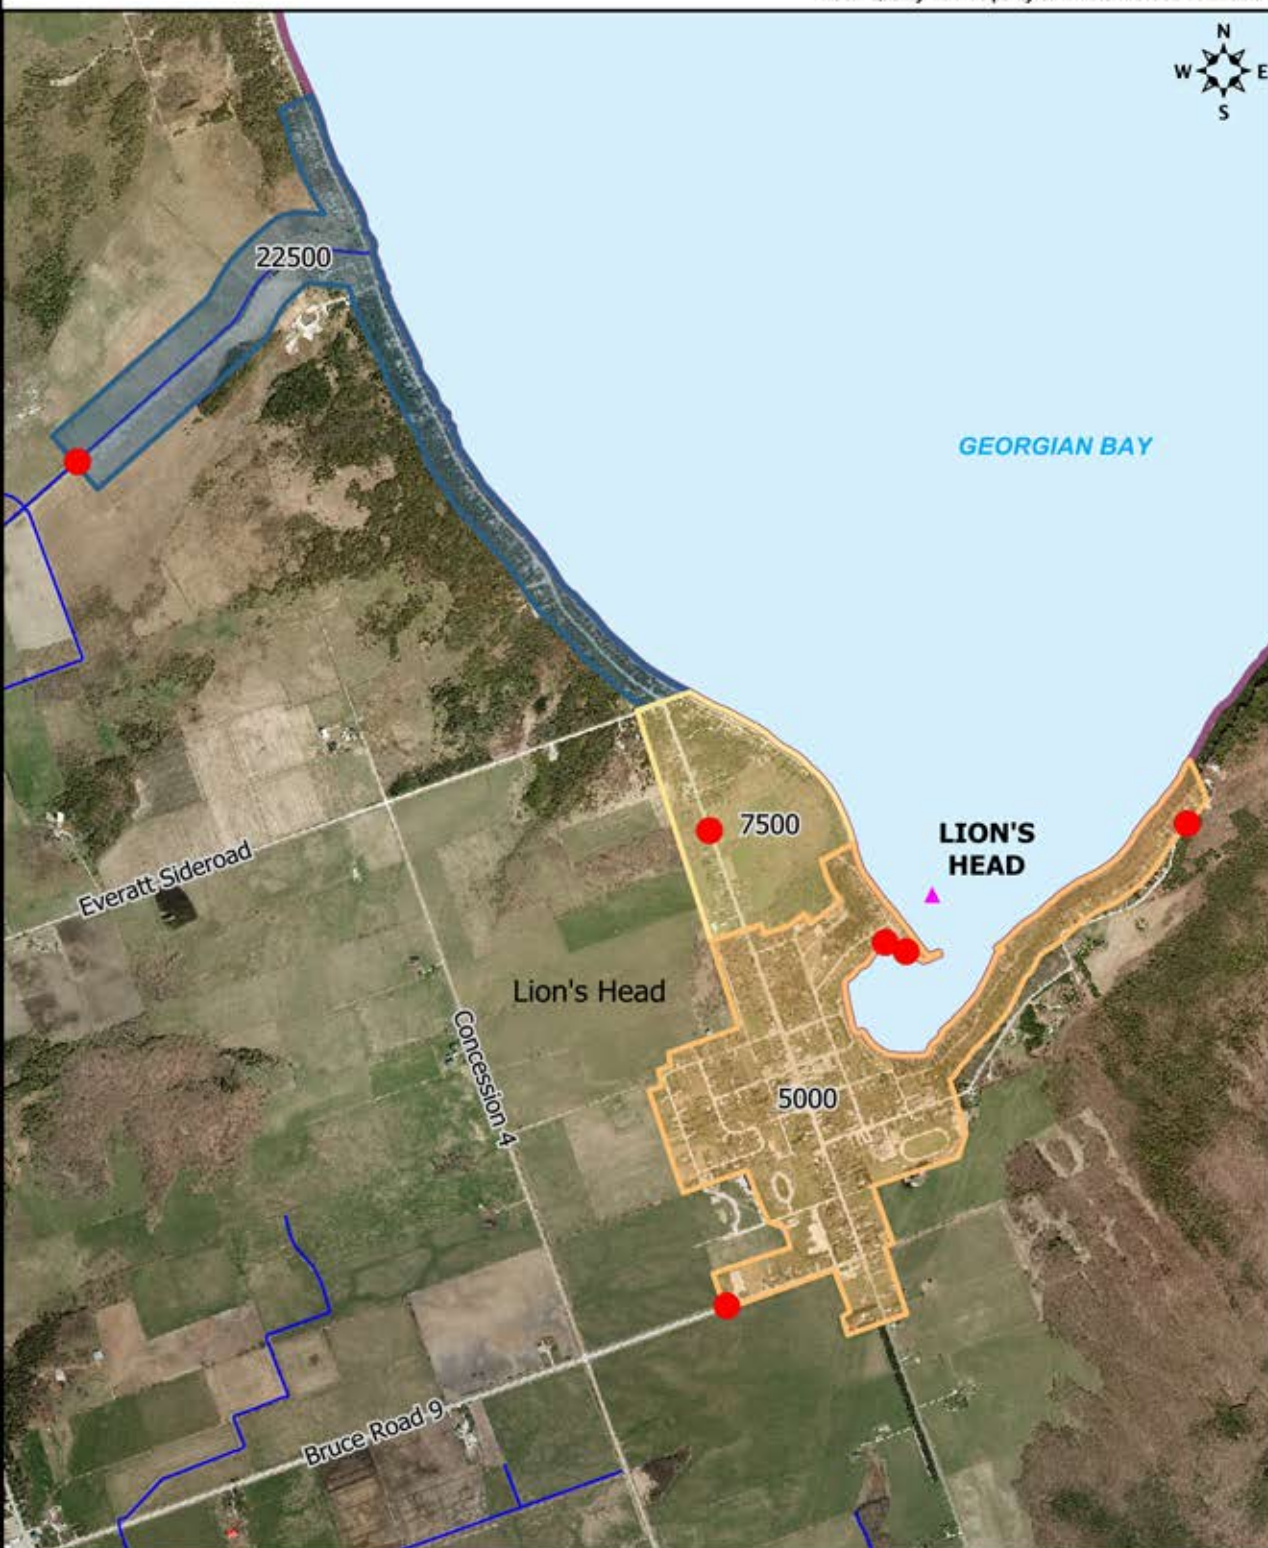 N
W E
S
22500
GEORGIAN BAY
7500
LION'S
HEAD
Everatt Sideroad
Lion's Head
Concession 4
5000
Bruce Road 9